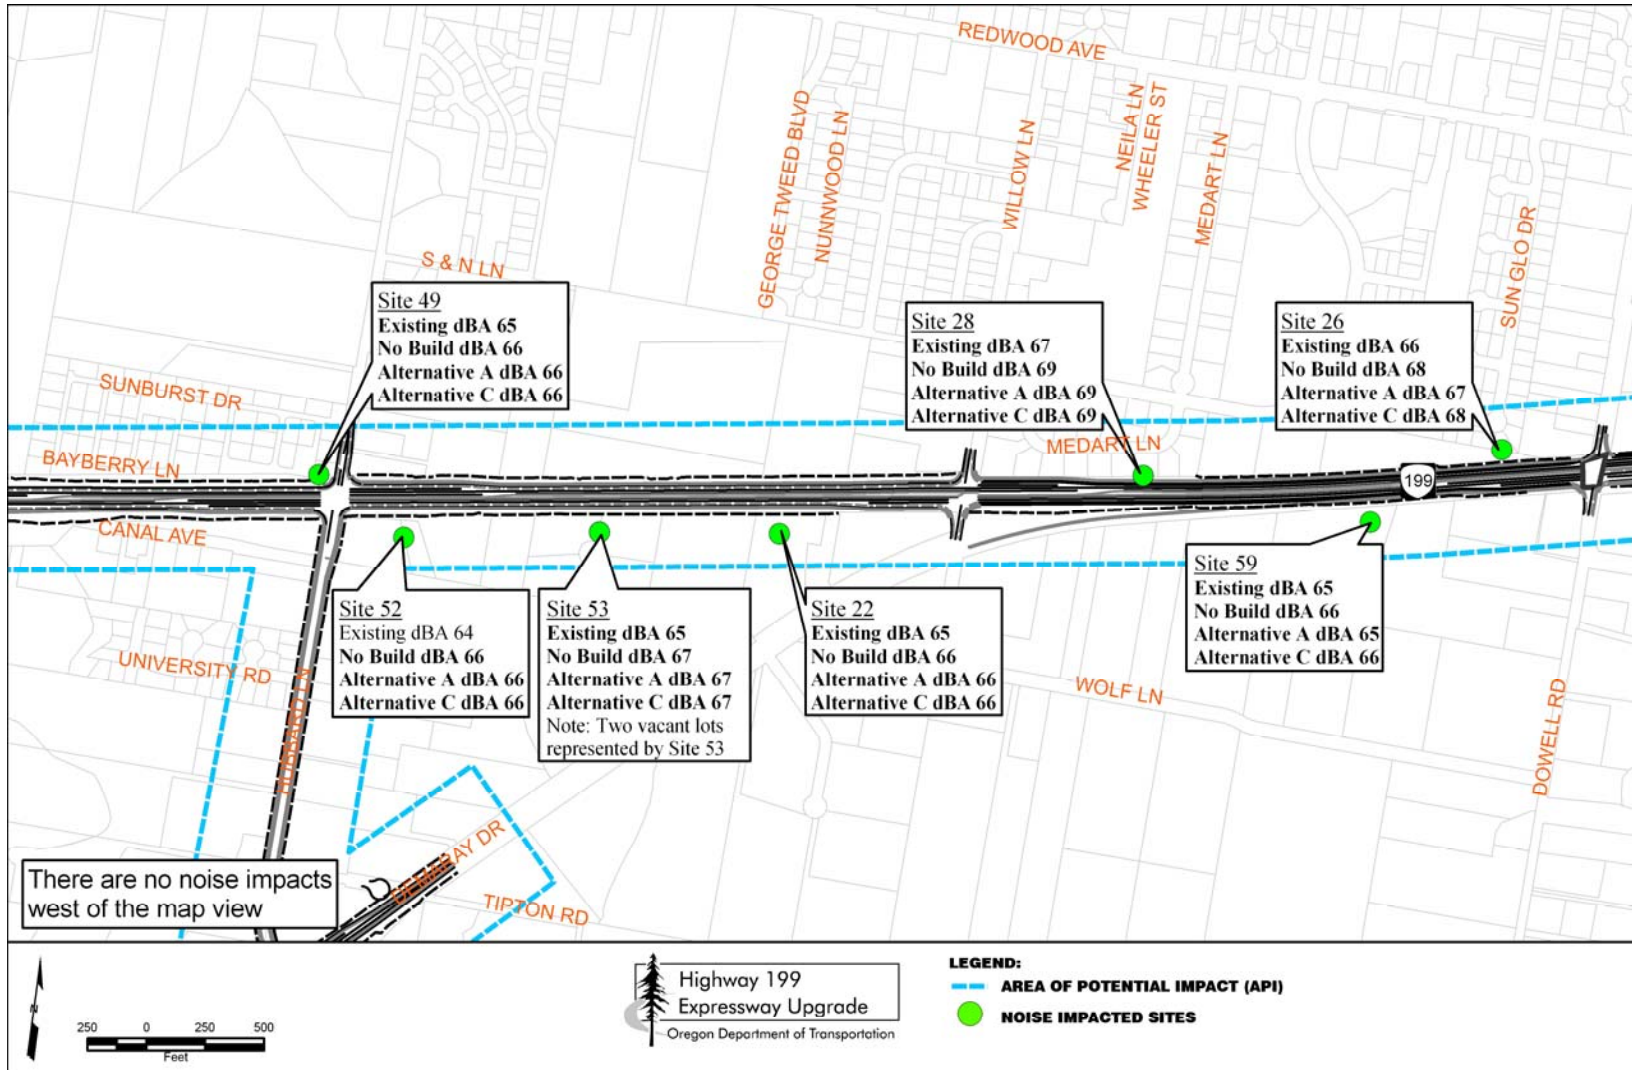 REDWOOD AVE
GEORGE TWEED BLVD
NUNNWOOD LN
WILLOW LN
NEILA LN
WHEELER ST
MEDART LN
SUN GLO DR
S & N LN
Site 49
Existing dBA 65
No Build dBA 66
Alternative A dBA 66
Alternative C dBA 66
Site 28
Existing dBA 67
No Build dBA 69
Alternative A dBA 69
Alternative C dBA 69
Site 26
Existing dBA 66
No Build dBA 68
Alternative A dBA 67
Alternative C dBA 68
SUNBURST DR
BAYBERRY LN
MEDART LN
199
CANAL AVE
Site 52
Existing dBA 64
No Build dBA 66
Alternative A dBA 66
Alternative C dBA 66
Site 53
Existing dBA 65
No Build dBA 67
Alternative A dBA 67
Alternative C dBA 67
Note: Two vacant lots
represented by Site 53
Site 22
Existing dBA 65
No Build dBA 66
Alternative A dBA 66
Alternative C dBA 66
Site 59
Existing dBA 65
No Build dBA 66
Alternative A dBA 65
Alternative C dBA 66
UNIVERSITY RD
HUBBARD LN
WOLF LN
DOWELL RD
DEMARAY DR
TIPTON RD
There are no noise impacts
west of the map view
N
250 0 250 500
Feet
Highway 199
Expressway Upgrade
Oregon Department of Transportation
LEGEND:
AREA OF POTENTIAL IMPACT (API)
NOISE IMPACTED SITES